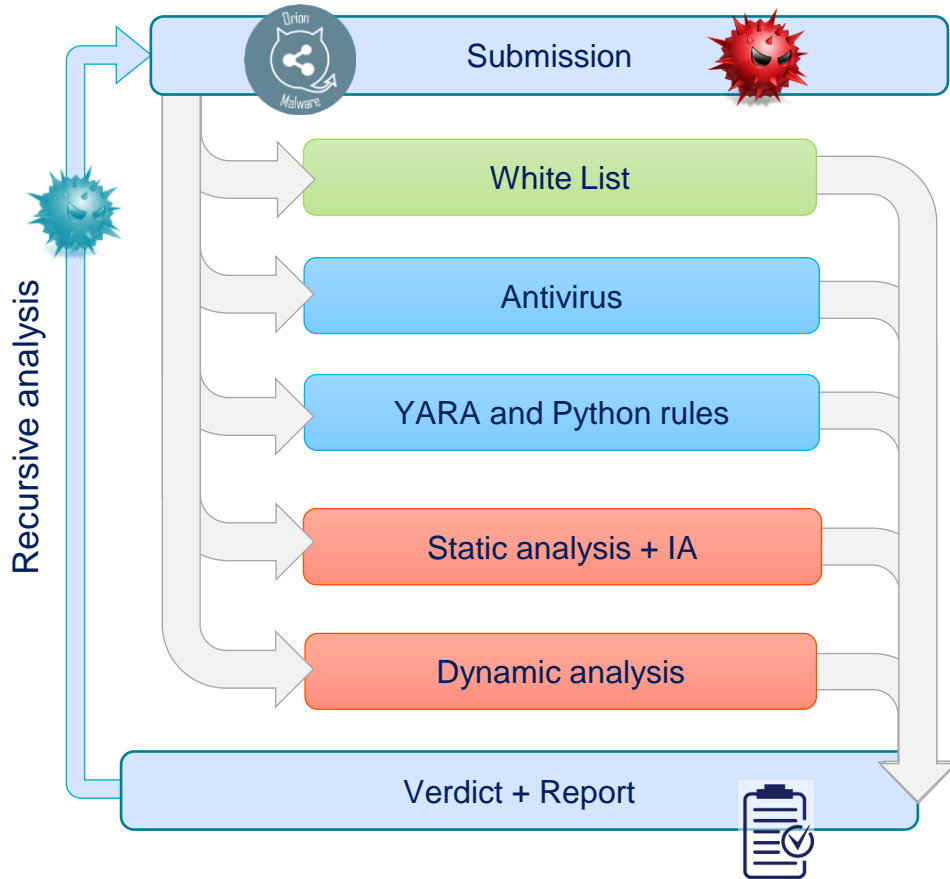 Orion
Malware
Submission
White List
Antivirus
YARA and Python rules
Static analysis + IA
Dynamic analysis
Verdict + Report
Recursive analysis